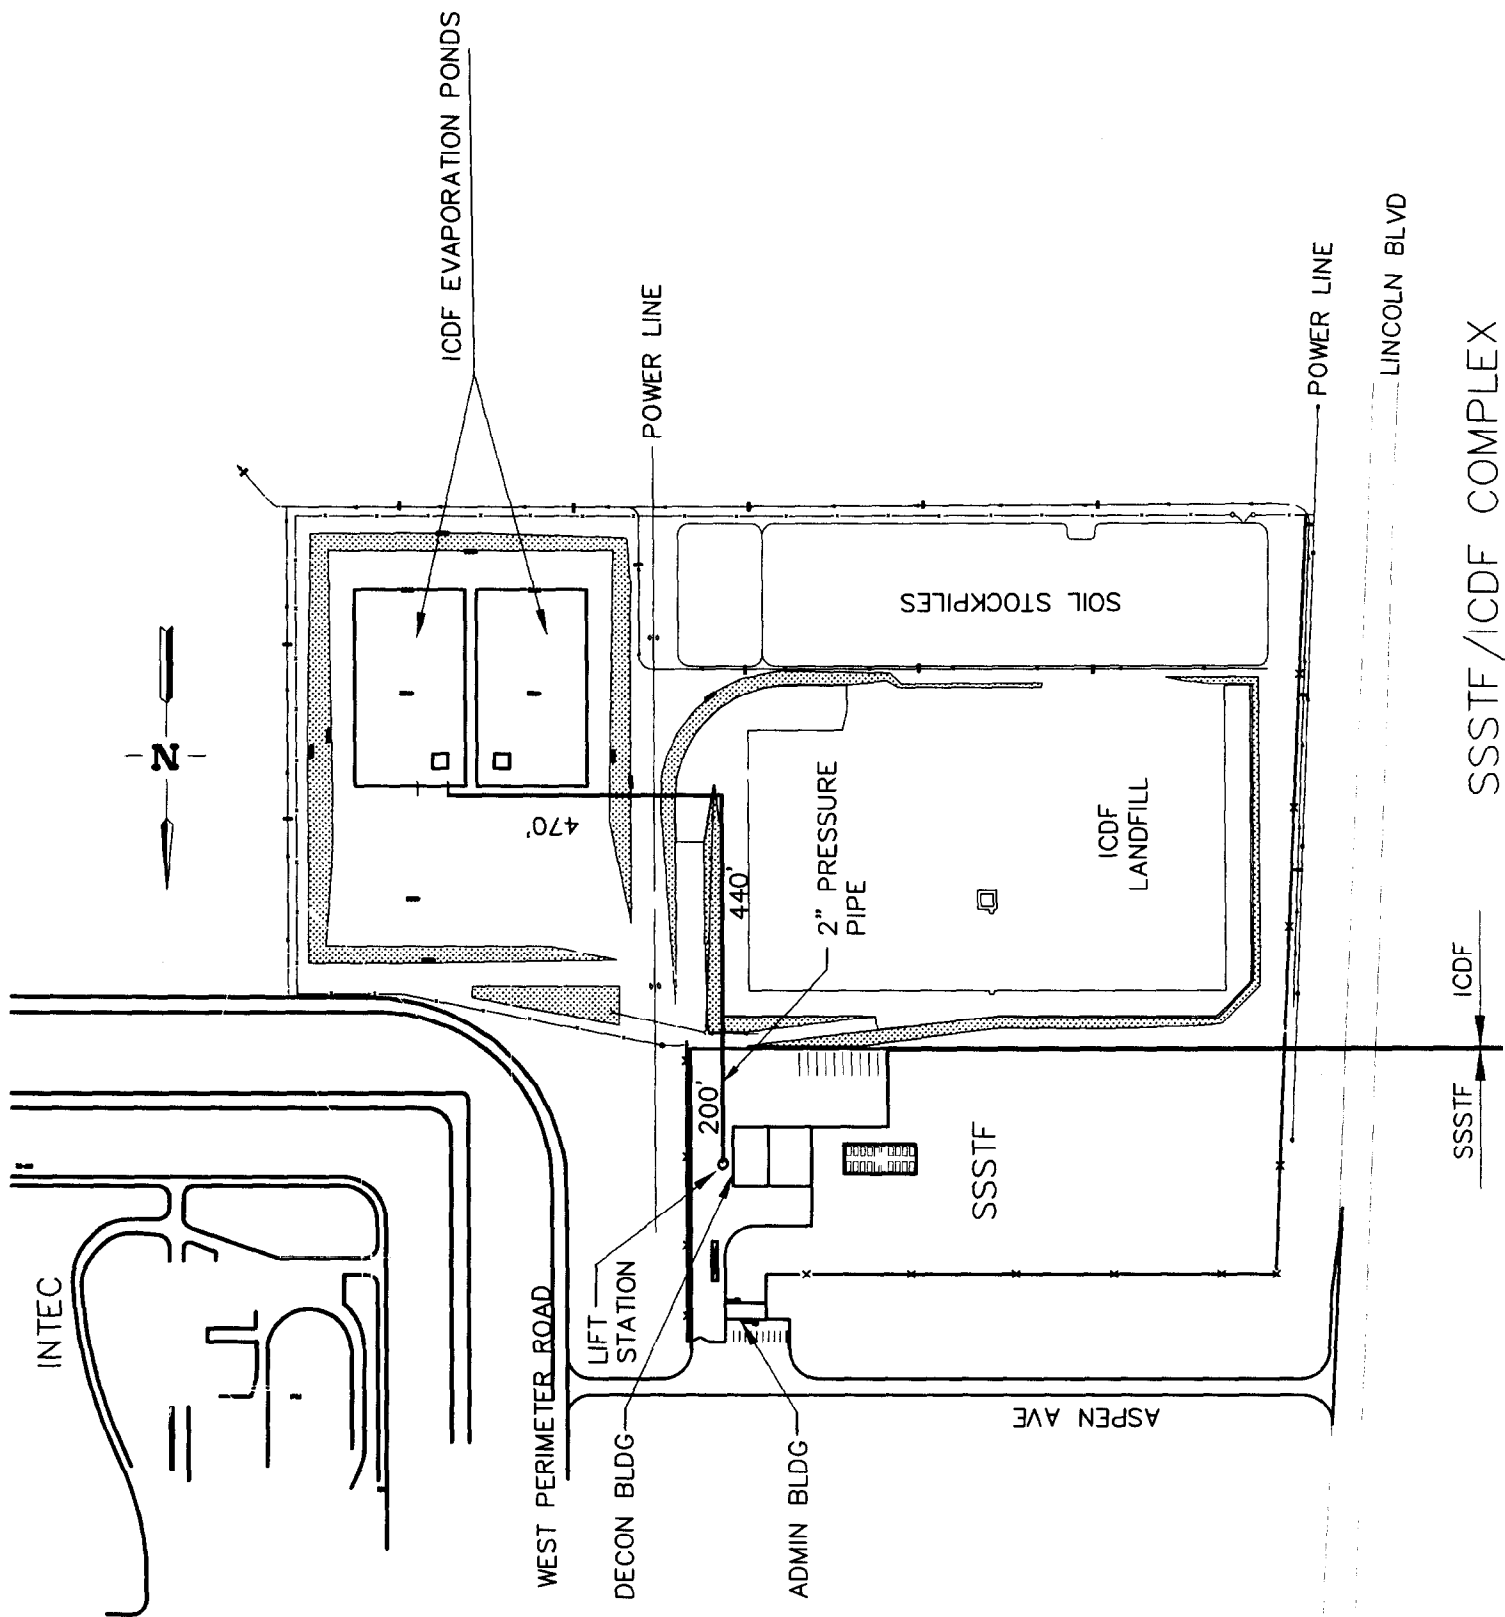 INTEC
N
ICDF EVAPORATION PONDS
POWER LINE
470'
440'
200'
2" PRESSURE
PIPE
SOIL STOCKPILES
ICDF
LANDFILL
WEST PERIMETER ROAD
LIFT
STATION
DECON BLDG
ADMIN BLDG
SSSTF
ASPEN AVE
POWER LINE
LINCOLN BLVD
SSSTF
ICDF
SSSTF/ICDF COMPLEX